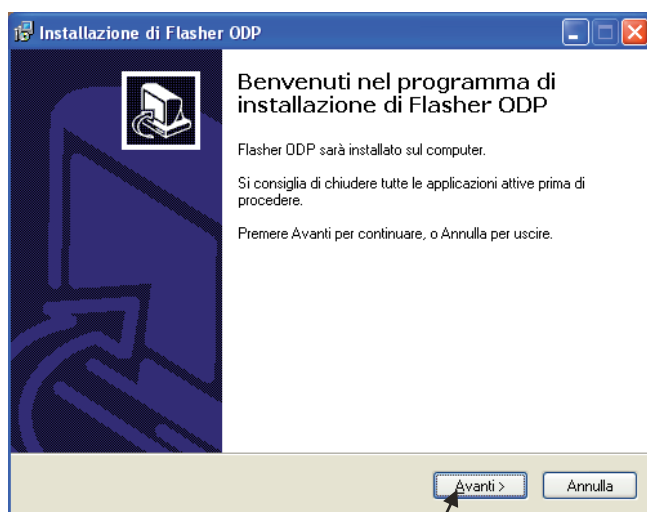 Installazione di Flasher ODP
Benvenuti nel programma di
installazione di Flasher ODP
Flasher ODP sarà installato sul computer.
Si consiglia di chiudere tutte le applicazioni attive prima di
procedere.
Premere Avanti per continuare, o Annulla per uscire.
Avanti > Annulla